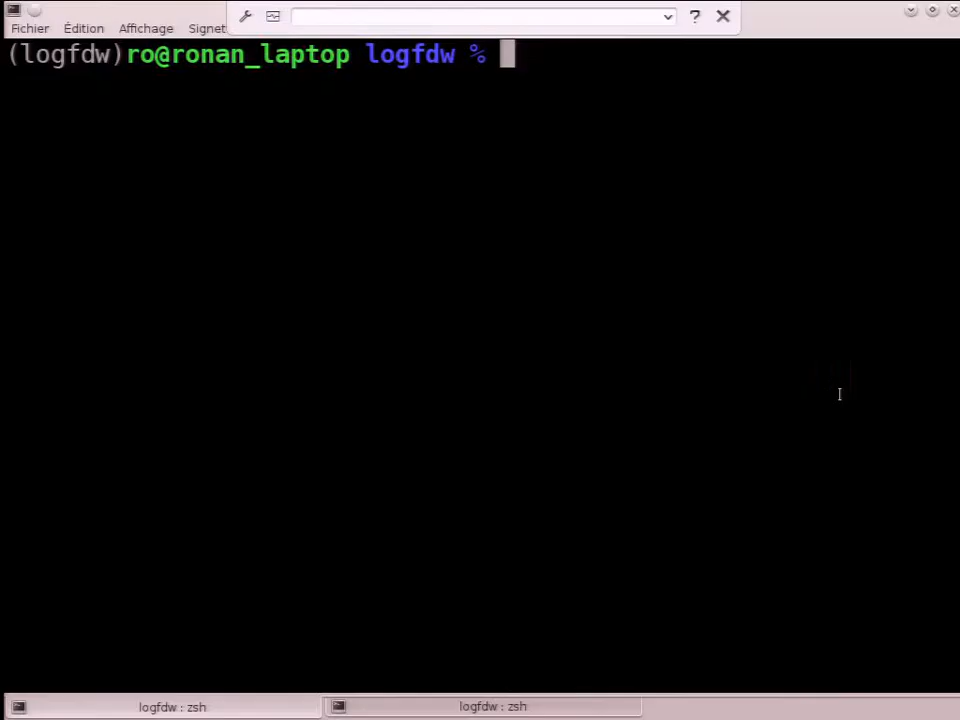 ?
Fichier Édition Affichage Signet
(logfdw)ro@ronan_laptop logfdw %
logfdw : zsh logfdw : zsh